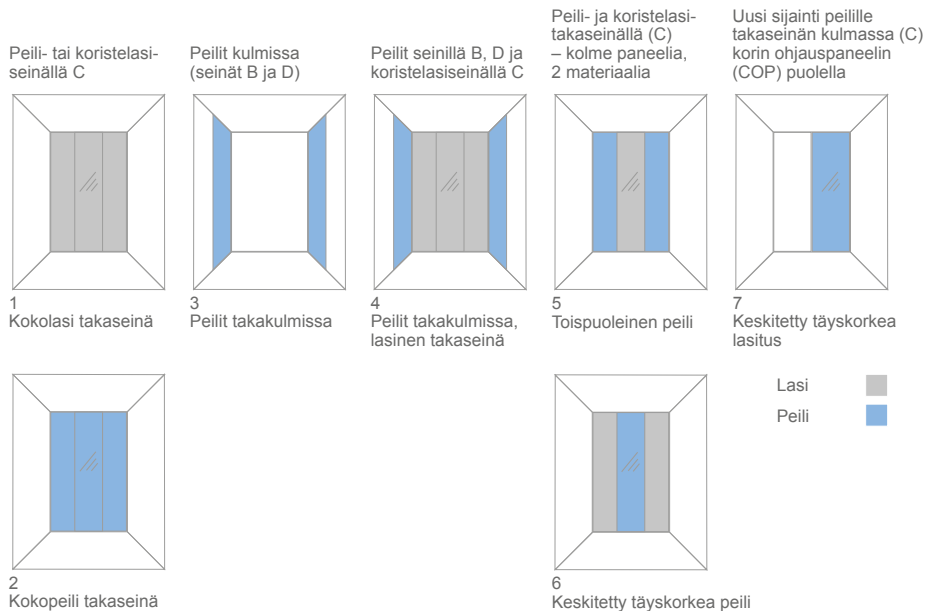 Peili- tai koristelasi-
seinällä C
1
Kokolasi takaseinä
2
Kokopeili takaseinä
Peilit kulmissa
(seinät B ja D)
3
Peilit takakulmissa
Peilit seinillä B, D ja
koristelasiseinällä C
4
Peilit takakulmissa,
lasinen takaseinä
Peili- ja koristelasi-
takaseinällä (C)
– kolme paneelia,
2 materiaalia
5
Toispuoleinen peili
6
Keskitetty täyskorkea peili
Uusi sijainti peilille
takaseinän kulmassa (C)
korin ohjauspaneelin
(COP) puolella
7
Keskitetty täyskorkea
lasitus
Lasi
Peili